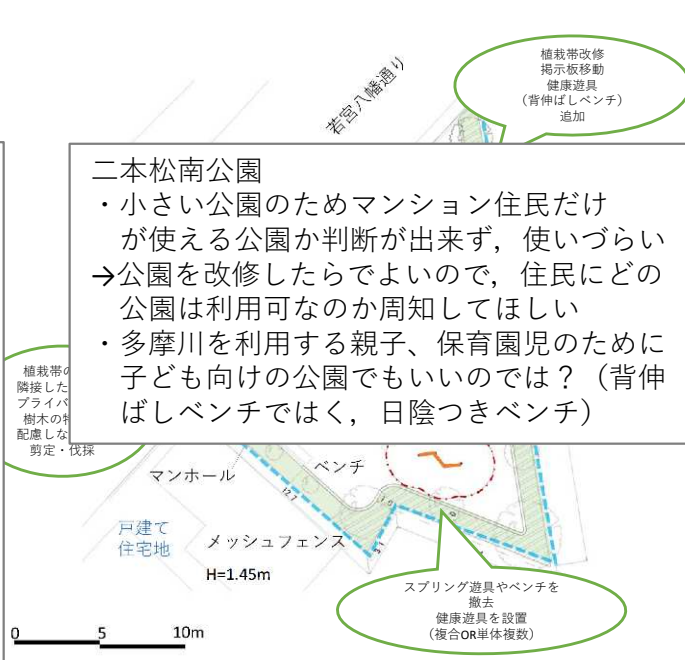 若宮八幡通り
植栽帯改修
掲示板移動
健康遊具
(背伸ばしベンチ)
追加
二本松南公園
・小さい公園のためマンション住民だけ
が使える公園か判断が出来ず，使いづらい
→公園を改修したらでよいので，住民にどの
公園は利用可なのか周知してほしい
・多摩川を利用する親子、保育園児のために
子ども向けの公園でもいいのでは？（背伸
ばしベンチではく，日陰つきベンチ）
植栽帯の
隣接した
プライバ
樹木の特
配慮しな
剪定・伐採
マンホール
ベンチ
12.7
戸建て
住宅地
メッシュフェンス
H=1.45m
スプリング遊具やベンチを
撤去
健康遊具を設置
(複合OR単体複数)
0 5 10m